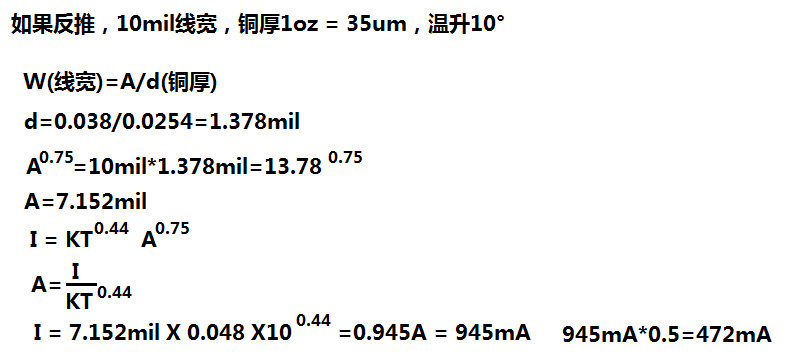 如果反推，10mil线宽，铜厚1oz = 35um，温升10°
W(线宽)=A/d(铜厚)
d=0.038/0.0254=1.378mil
A^0.75=10mil*1.378mil=13.78 ^0.75
A=7.152mil
I = KT^0.44 A^0.75
A=I/KT^0.44
I = 7.152mil X 0.048 X10 ^0.44 =0.945A = 945mA 945mA*0.5=472mA